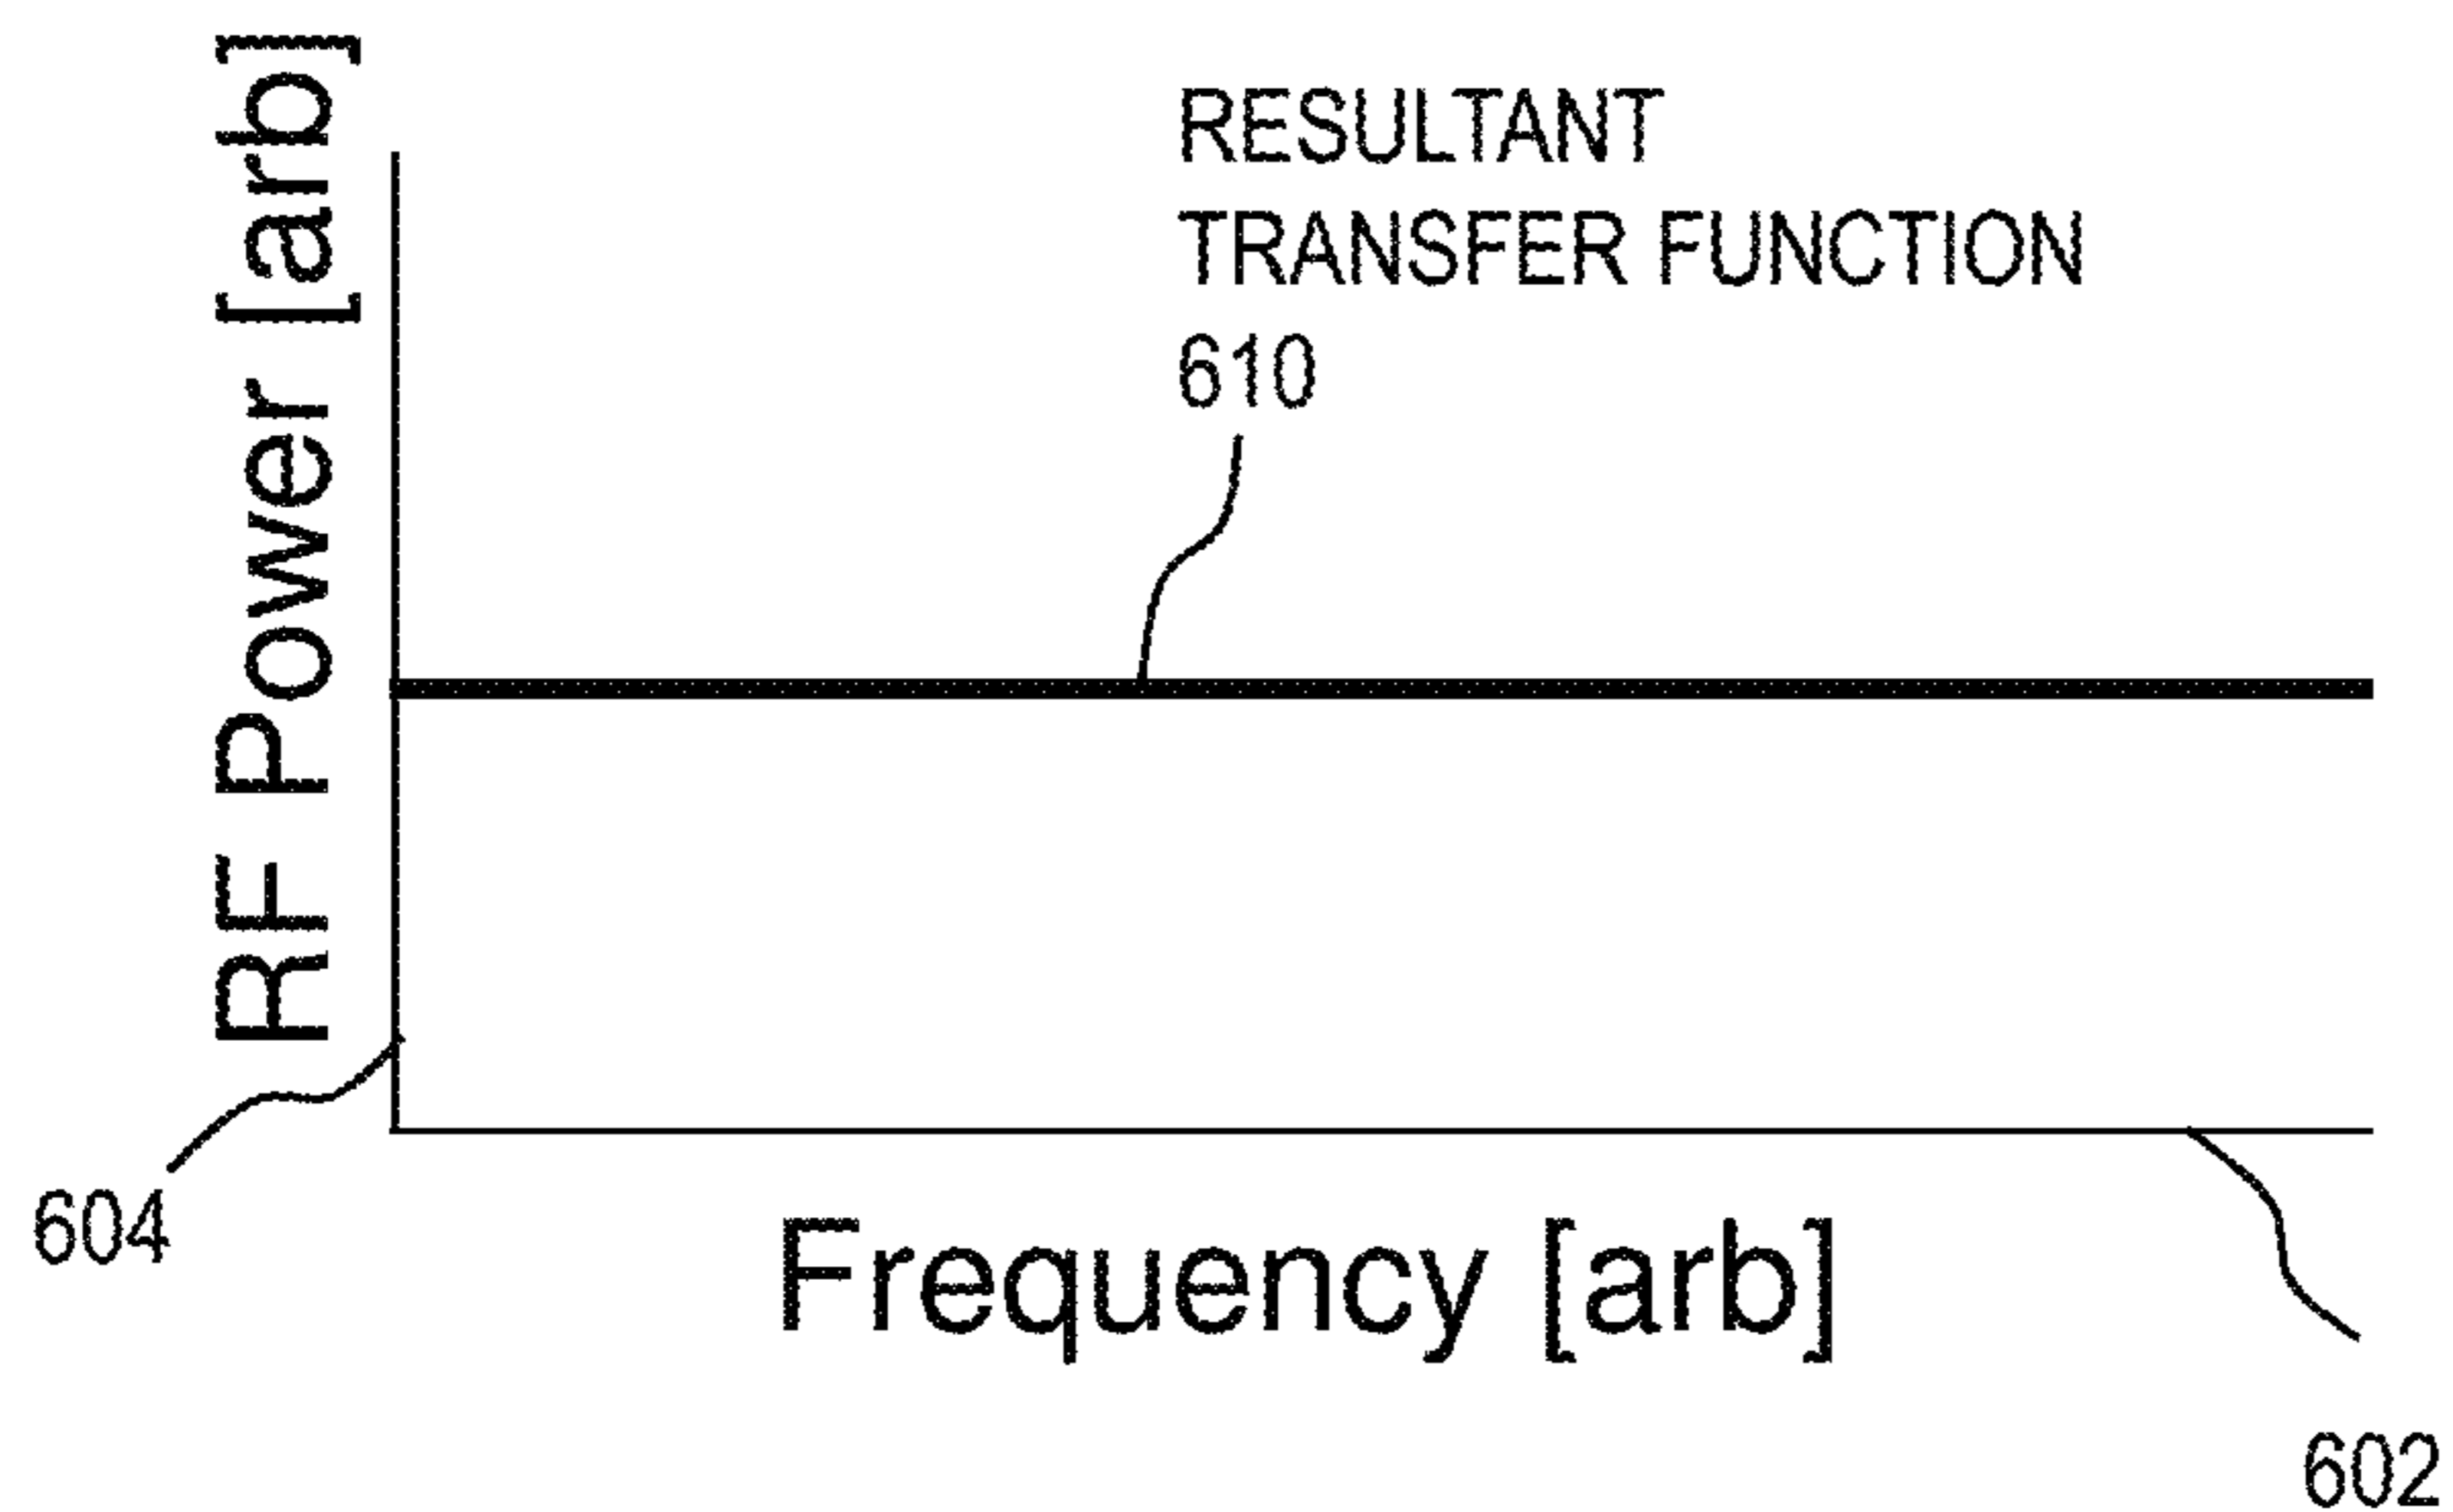 RF Power [arb]
RESULTANT
TRANSFER FUNCTION
610
604
Frequency [arb]
602